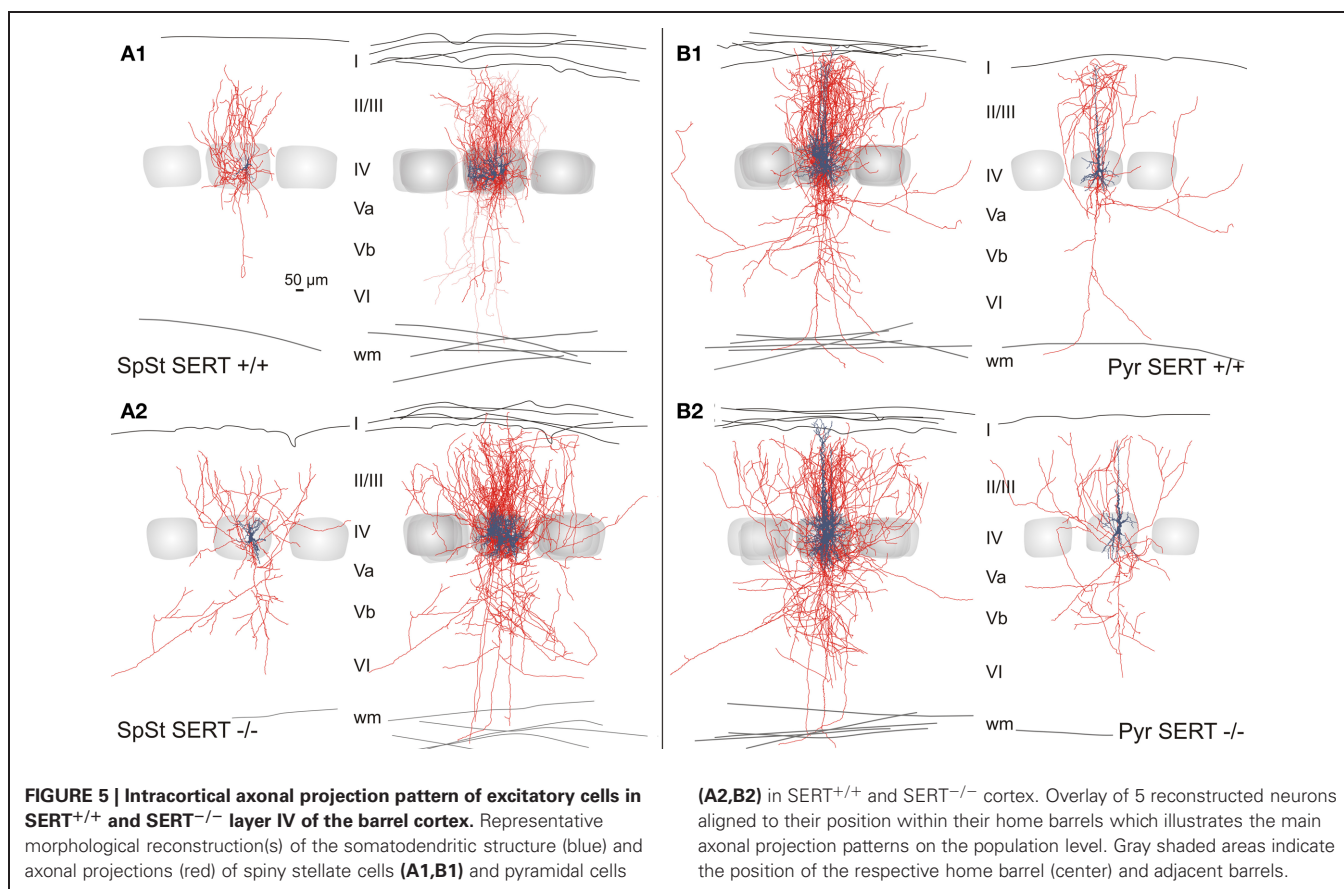 A1
I
II/III
IV
Va
Vb
VI
wm
50 µm
SpSt SERT +/+
B1
I
II/III
IV
Va
Vb
VI
wm
Pyr SERT +/+
A2
I
II/III
IV
Va
Vb
VI
wm
SpSt SERT -/-
B2
I
II/III
IV
Va
Vb
VI
wm
Pyr SERT -/-
FIGURE 5 | Intracortical axonal projection pattern of excitatory cells in
SERT+/+ and SERT−/− layer IV of the barrel cortex. Representative
morphological reconstruction(s) of the somatodendritic structure (blue) and
axonal projections (red) of spiny stellate cells (A1,B1) and pyramidal cells
(A2,B2) in SERT+/+ and SERT−/− cortex. Overlay of 5 reconstructed neurons
aligned to their position within their home barrels which illustrates the main
axonal projection patterns on the population level. Gray shaded areas indicate
the position of the respective home barrel (center) and adjacent barrels.